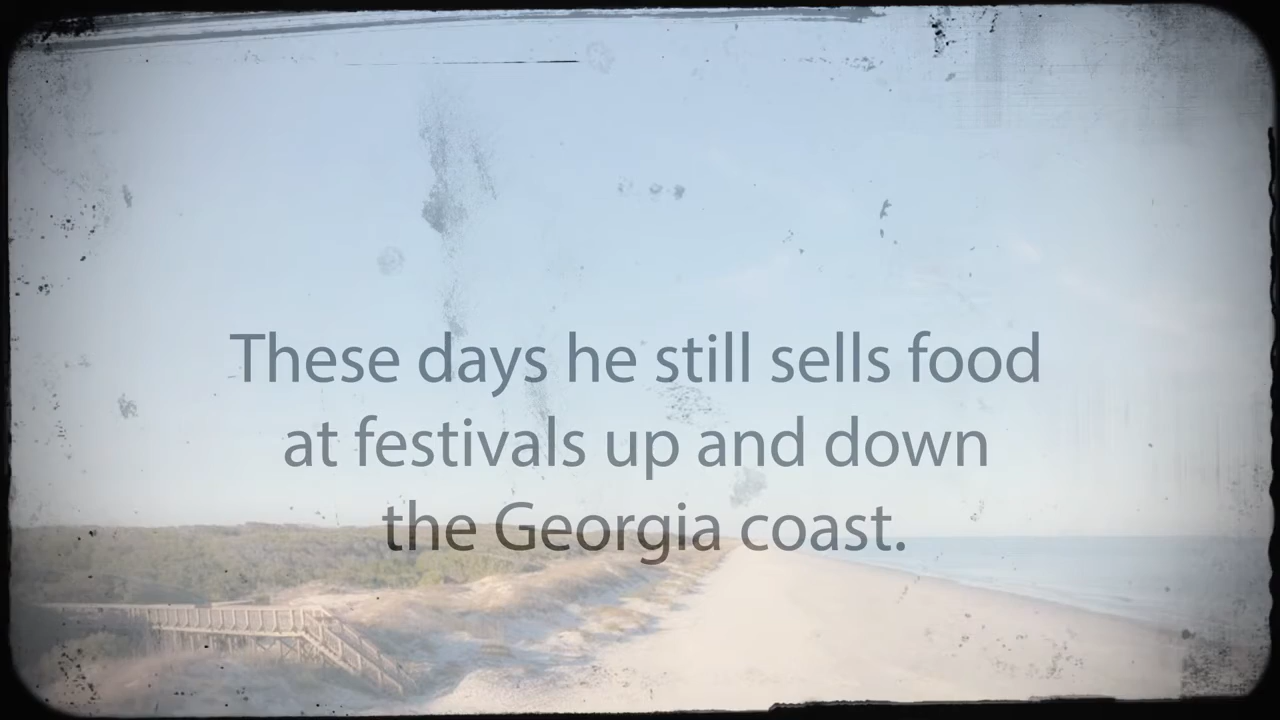 These days he still sells food
at festivals up and down
the Georgia coast.